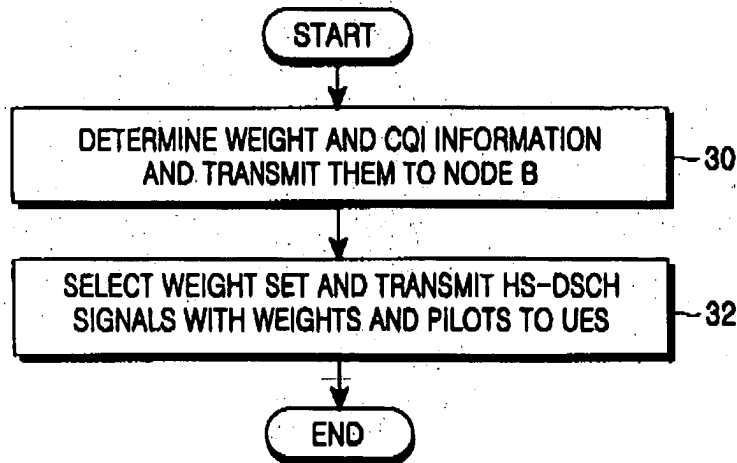 START
DETERMINE WEIGHT AND CQI INFORMATION
AND TRANSMIT THEM TO NODE B
30
SELECT WEIGHT SET AND TRANSMIT HS-DSCH
SIGNALS WITH WEIGHTS AND PILOTS TO UES
32
END